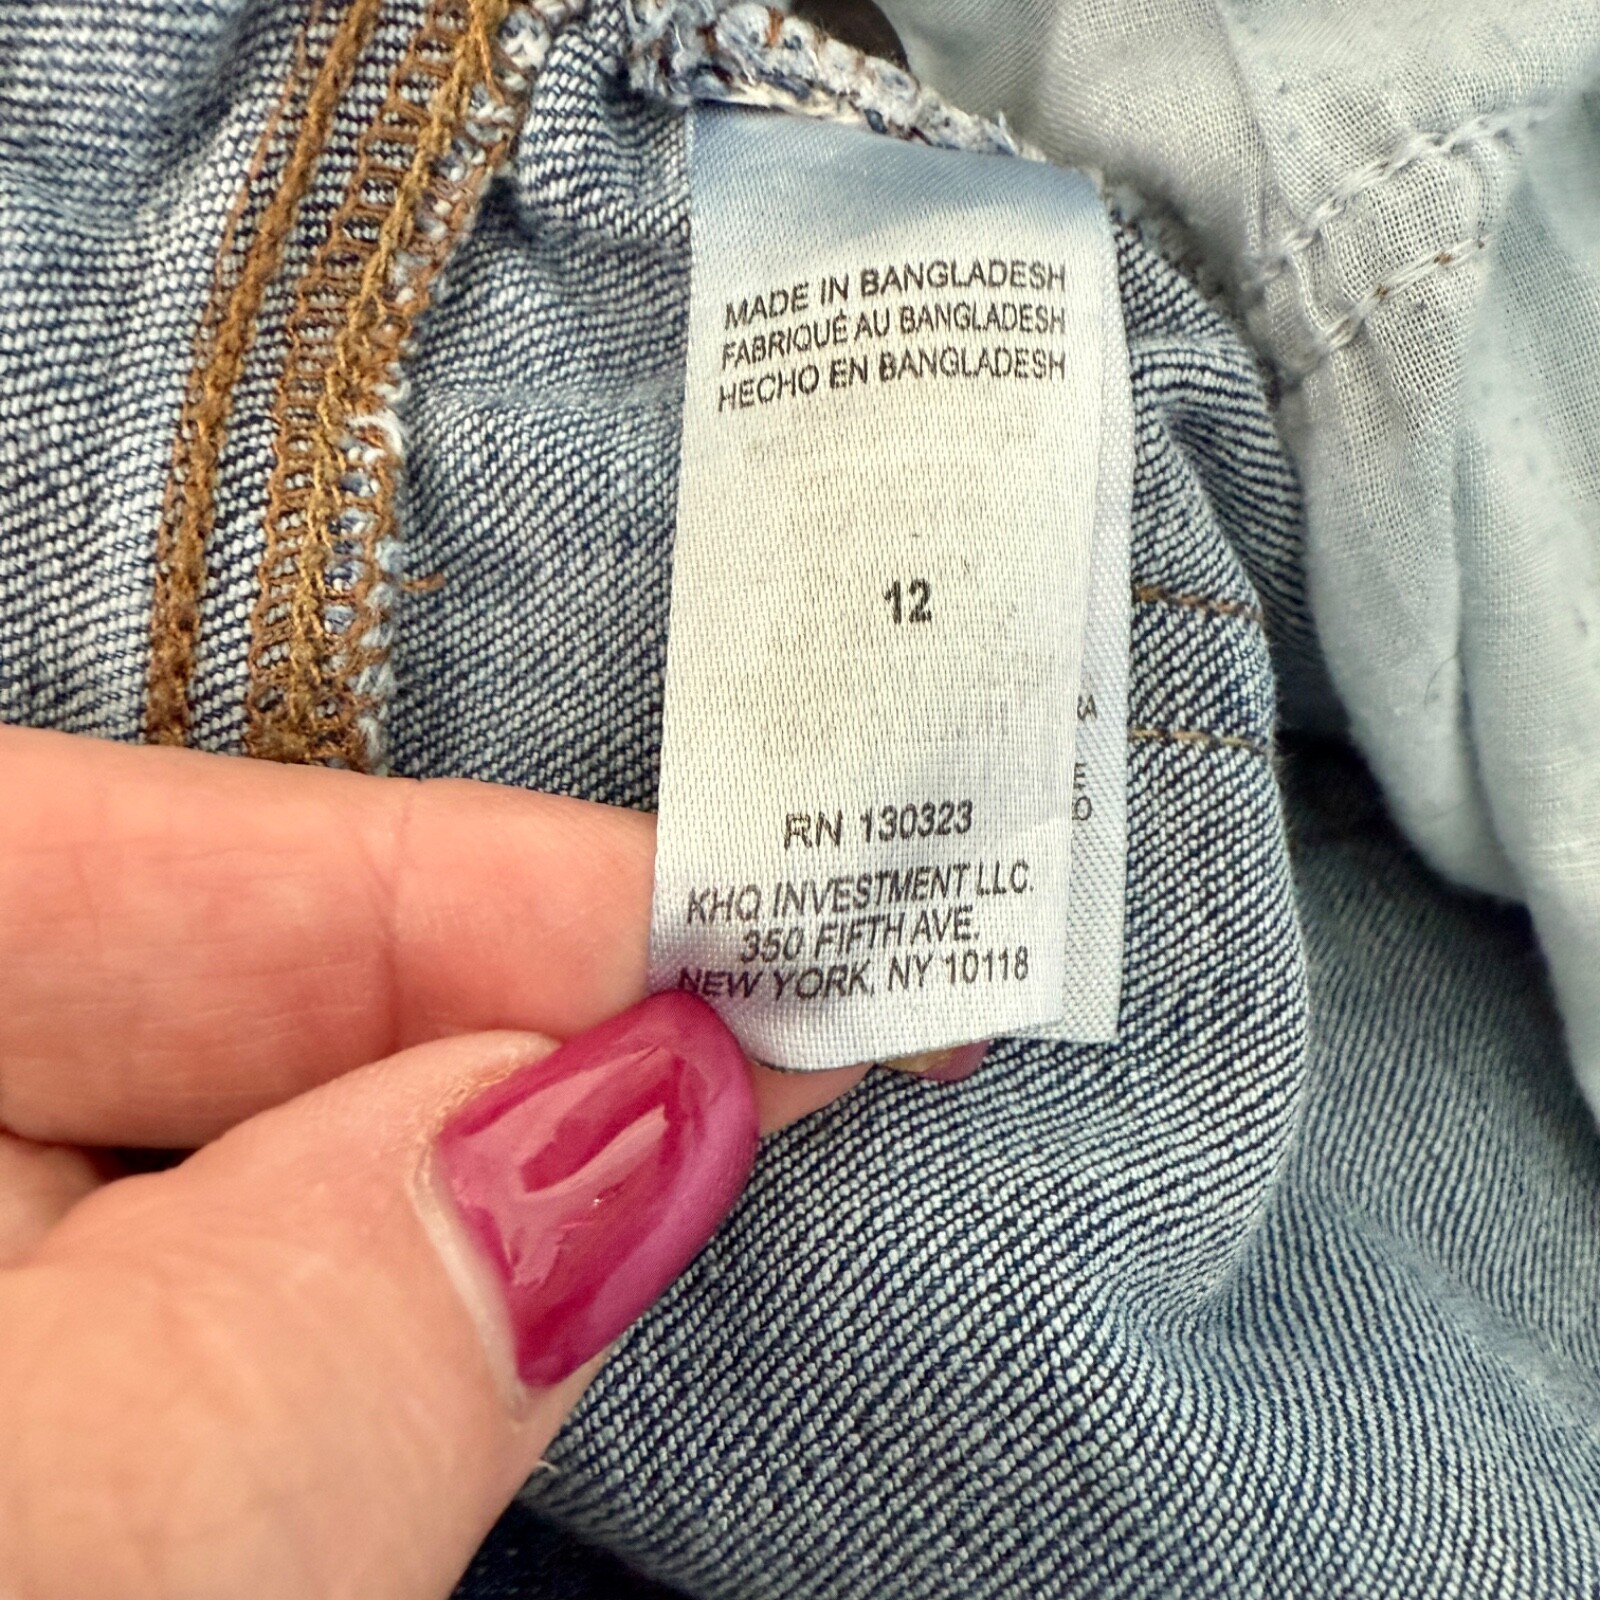 MADE IN BANGLADESH
FABRIQUÉ AU BANGLADESH
HECHO EN BANGLADESH
12
RN 130323
KHQ INVESTMENT LLC.
350 FIFTH AVE.
NEW YORK, NY 10118